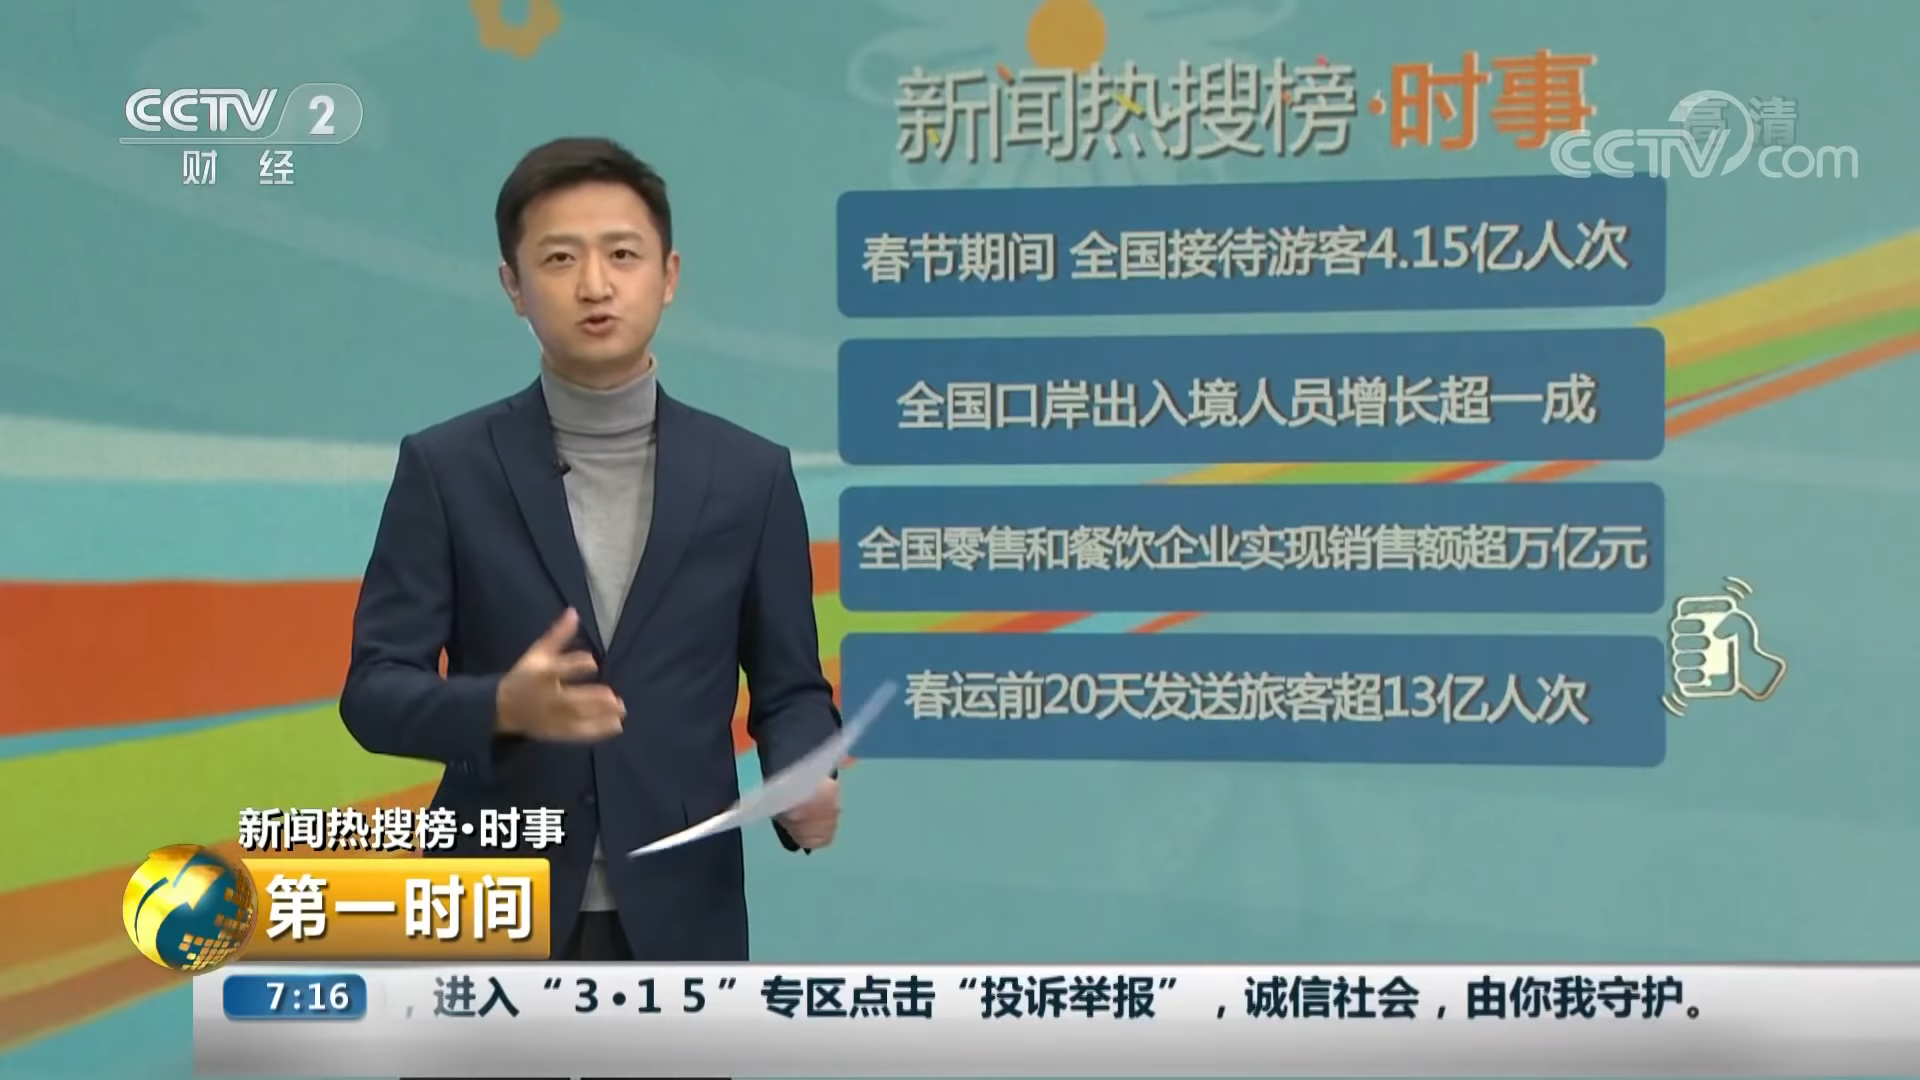 CCTV 2
财 经
新闻热搜榜·时事
高清
CCTV.com
春节期间 全国接待游客4.15亿人次
全国口岸出入境人员增长超一成
全国零售和餐饮企业实现销售额超万亿元
春运前20天发送旅客超13亿人次
新闻热搜榜·时事
第一时间
7:16 ，进入“3·15”专区点击“投诉举报”，诚信社会，由你我守护。